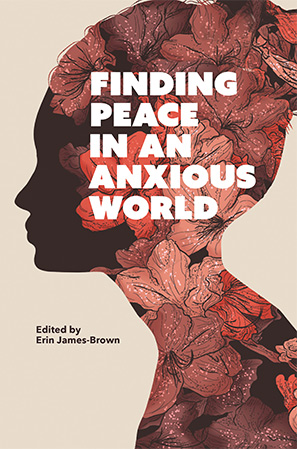 FINDING
PEACE
IN AN
ANXIOUS
WORLD
Edited by
Erin James-Brown